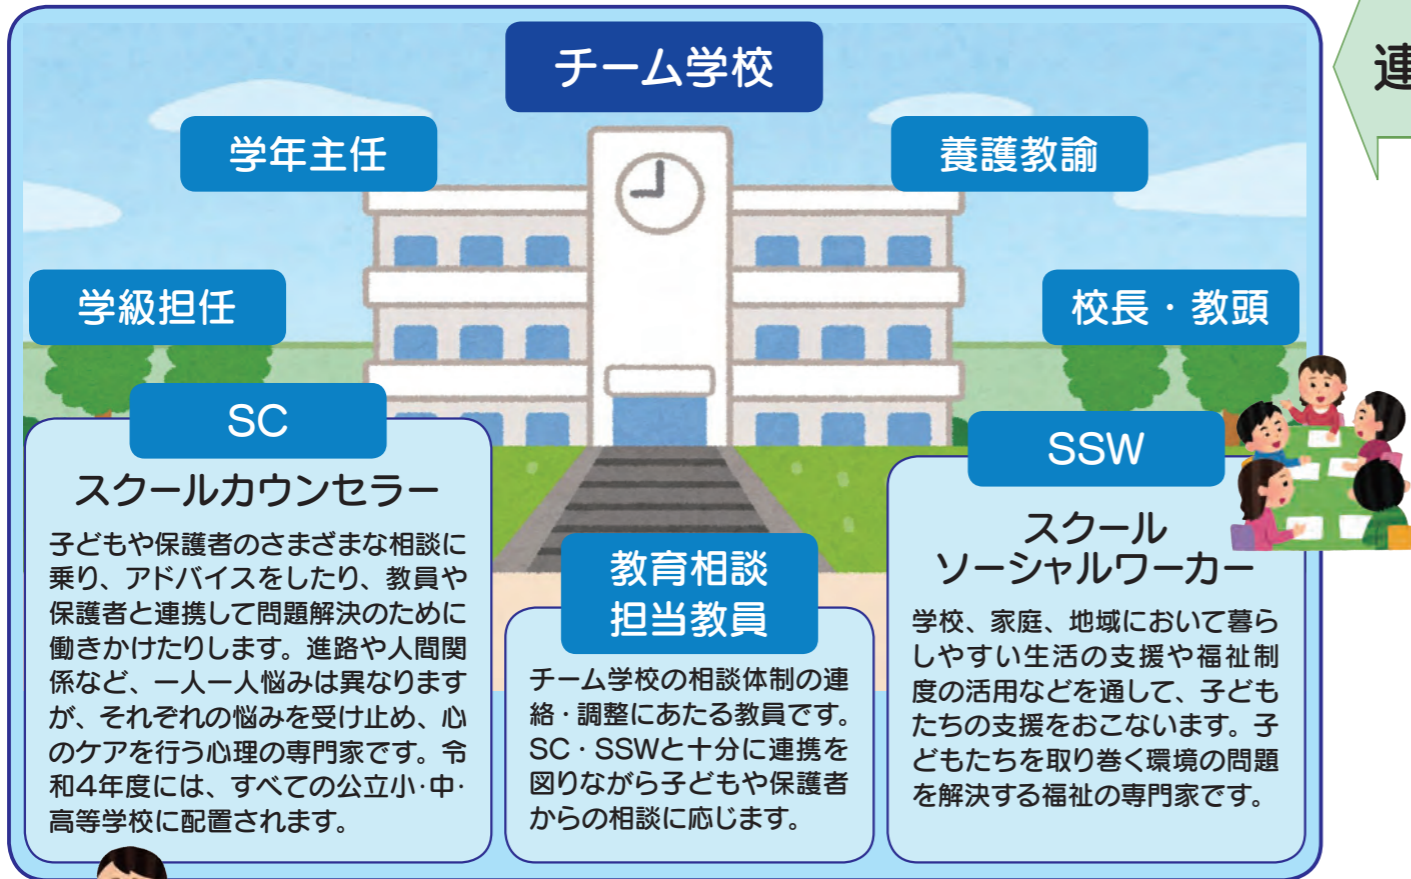 チーム学校
連
学年主任
養護教諭
学級担任
校長・教頭
SC
スクールカウンセラー
子どもや保護者のさまざまな相談に
乗り、アドバイスをしたり、教員や
保護者と連携して問題解決のために
働きかけたりします。進路や人間関
係など、一人一人悩みは異なります
が、それぞれの悩みを受け止め、心
のケアを行う心理の専門家です。令
和4年度には、すべての公立小・中・
高等学校に配置されます。
教育相談
担当教員
チーム学校の相談体制の連
絡・調整にあたる教員です。
SC・SSWと十分に連携を
図りながら子どもや保護者
からの相談に応じます。
SSW
スクール
ソーシャルワーカー
学校、家庭、地域において暮ら
しやすい生活の支援や福祉制
度の活用などを通して、子ども
たちの支援をおこないます。子
どもたちを取り巻く環境の問題
を解決する福祉の専門家です。